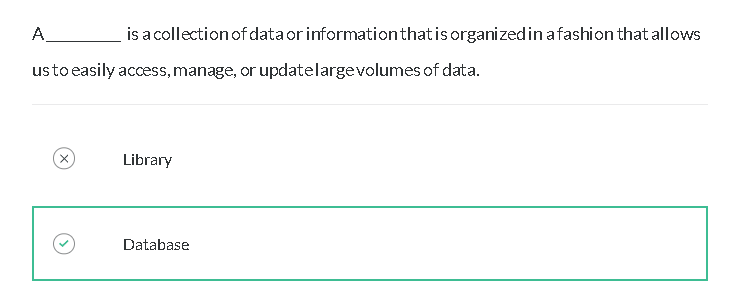 A__________ is a collection of data or information that is organized in a fashion that allows
us to easily access, manage, or update large volumes of data.
Library
Database